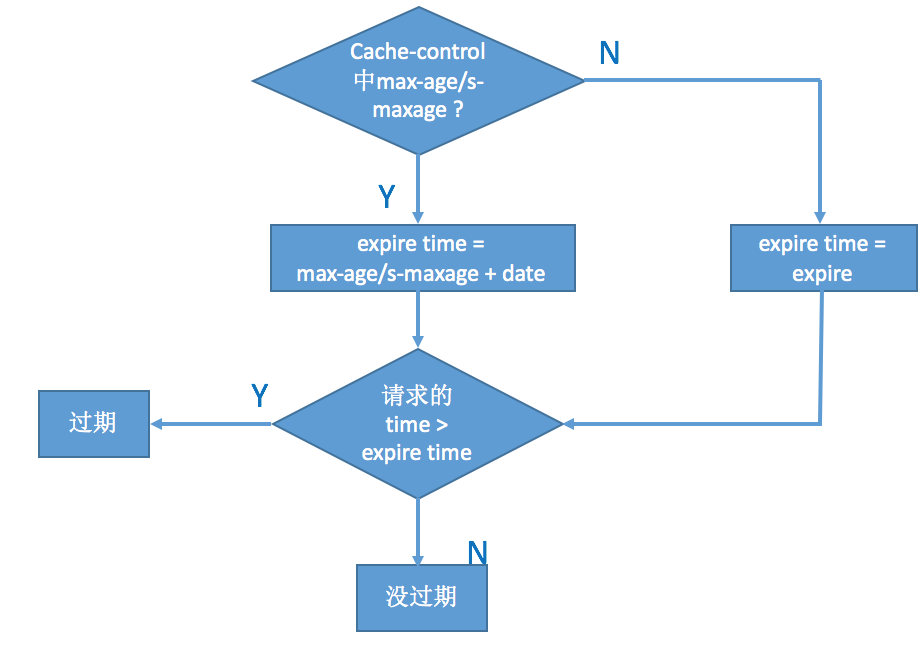 Cache-control
中max-age/s-
maxage？
N
Y
expire time =
max-age/s-maxage + date
expire time =
expire
Y
请求的
time >
expire time
过期
N
没过期